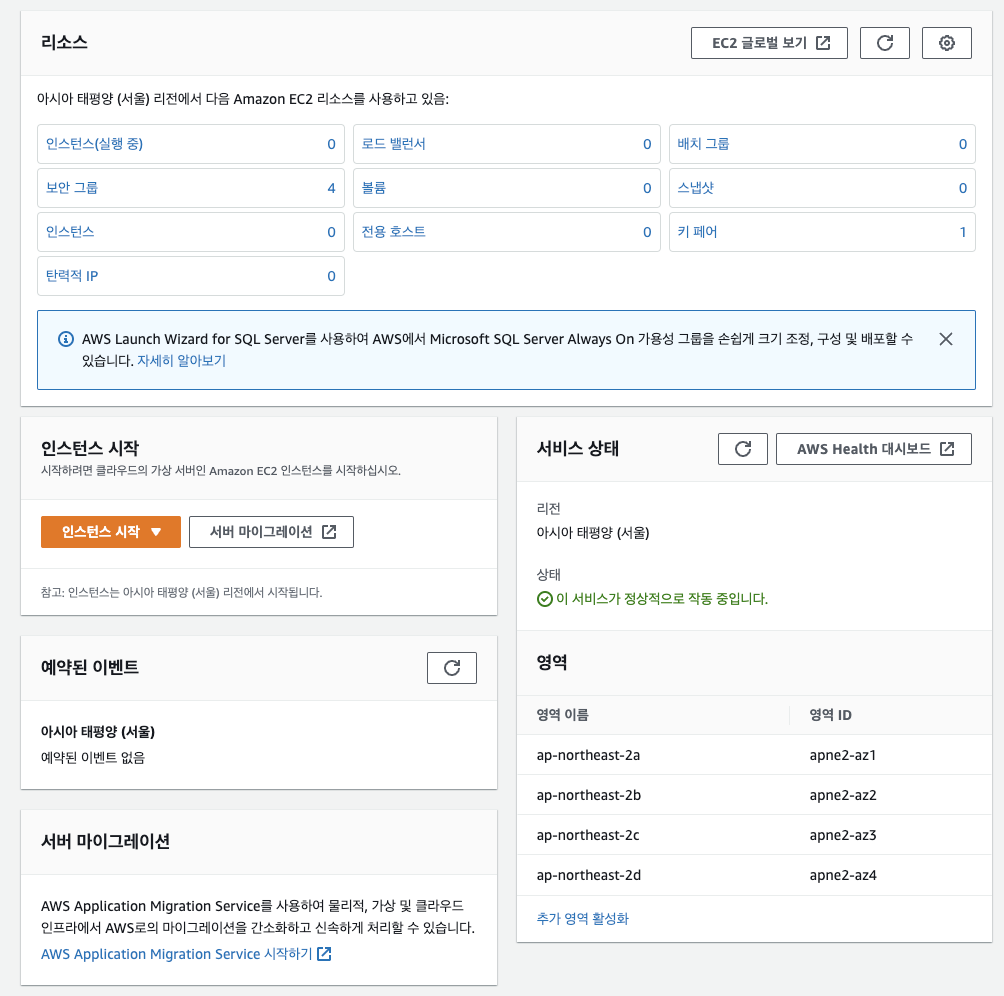 리소스
EC2 글로벌 보기
아시아 태평양 (서울) 리전에서 다음 Amazon EC2 리소스를 사용하고 있음:
인스턴스(실행 중) 0
로드 밸런서 0
배치 그룹 0
보안 그룹 4
볼륨 0
스냅샷 0
인스턴스 0
전용 호스트 0
키 페어 1
탄력적 IP 0
AWS Launch Wizard for SQL Server를 사용하여 AWS에서 Microsoft SQL Server Always On 가용성 그룹을 손쉽게 크기 조정, 구성 및 배포할 수
있습니다. 자세히 알아보기
인스턴스 시작
시작하려면 클라우드의 가상 서버인 Amazon EC2 인스턴스를 시작하십시오.
인스턴스 시작
서버 마이그레이션
참고: 인스턴스는 아시아 태평양 (서울) 리전에서 시작됩니다.
예약된 이벤트
아시아 태평양 (서울)
예약된 이벤트 없음
서버 마이그레이션
AWS Application Migration Service를 사용하여 물리적, 가상 및 클라우드
인프라에서 AWS로의 마이그레이션을 간소화하고 신속하게 처리할 수 있습니다.
AWS Application Migration Service 시작하기
서비스 상태
AWS Health 대시보드
리전
아시아 태평양 (서울)
상태
이 서비스가 정상적으로 작동 중입니다.
영역
영역 이름 영역 ID
ap-northeast-2a apne2-az1
ap-northeast-2b apne2-az2
ap-northeast-2c apne2-az3
ap-northeast-2d apne2-az4
추가 영역 활성화